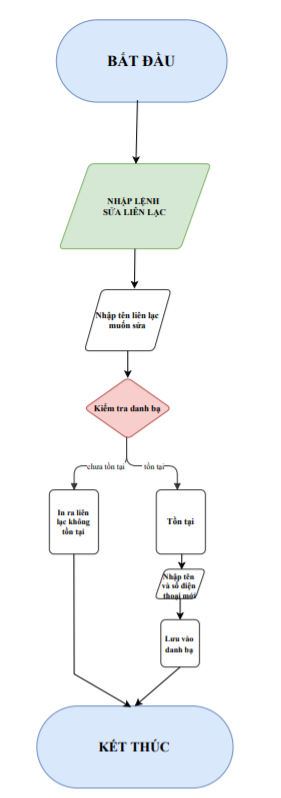 BẮT ĐẦU
NHẬP LỆNH
SỬA LIÊN LẠC
Nhập tên liên lạc
muốn sửa
Kiểm tra danh bạ
chưa tồn tại
tồn tại
In ra liên
lạc không
tồn tại
Tồn tại
Nhập tên
và số điện
thoại mới
Lưu vào
danh bạ
KẾT THÚC